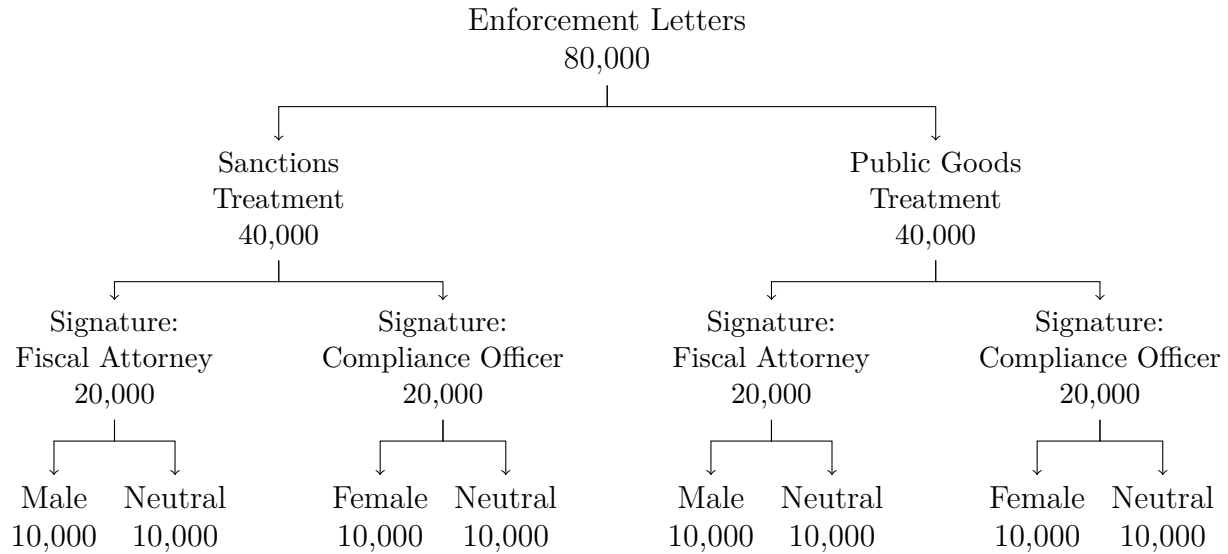 Enforcement Letters
80,000
Sanctions
Treatment
40,000
Public Goods
Treatment
40,000
Signature:
Fiscal Attorney
20,000
Signature:
Compliance Officer
20,000
Signature:
Fiscal Attorney
20,000
Signature:
Compliance Officer
20,000
Male
10,000
Neutral
10,000
Female
10,000
Neutral
10,000
Male
10,000
Neutral
10,000
Female
10,000
Neutral
10,000